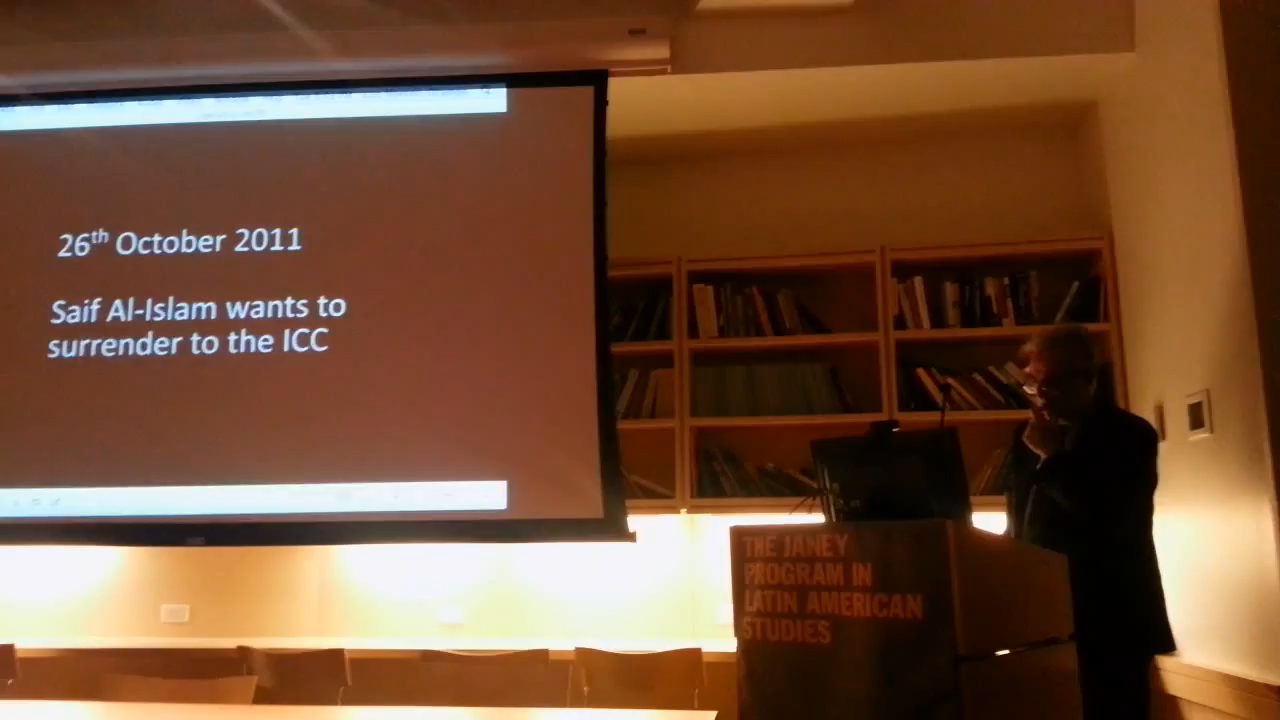 26th October 2011
Saif Al-Islam wants to
surrender to the ICC
THE JANEY
PROGRAM IN
LATIN AMERICAN
STUDIES